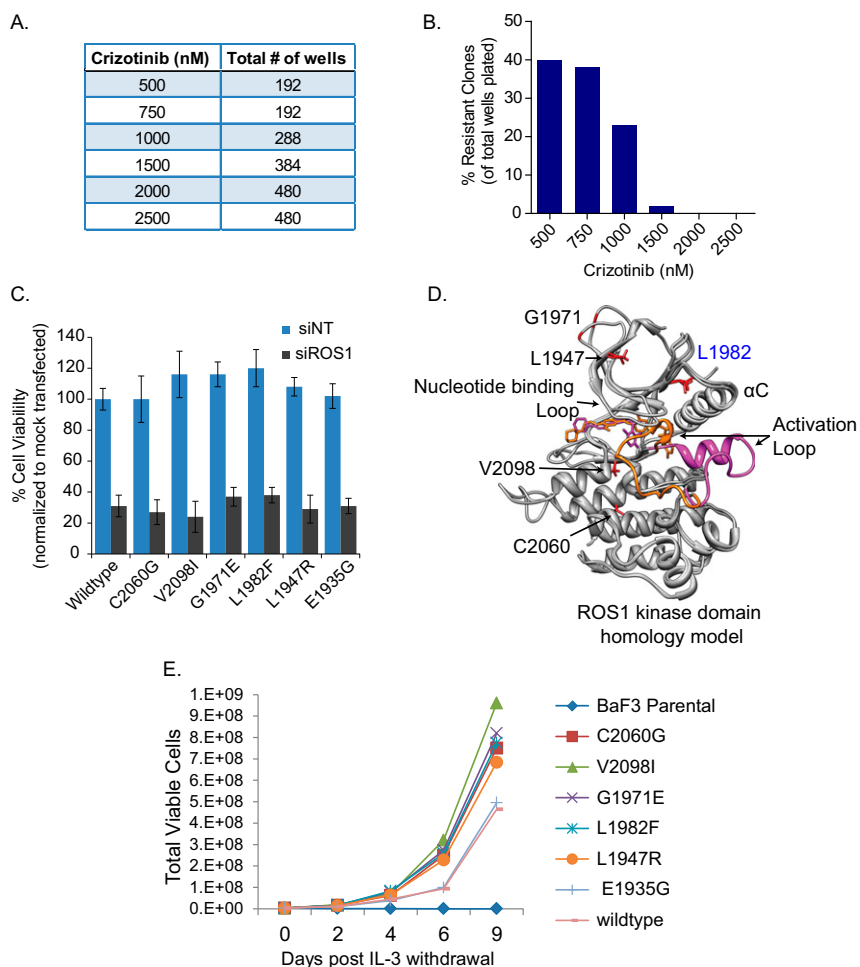 A.
Crizotinib (nM) Total # of wells
500 192
750 192
1000 288
1500 384
2000 480
2500 480
B.
% Resistant Clones
(of total wells plated)
50
40
30
20
10
0
500 750 1000 1500 2000 2500
Crizotinib (nM)
C.
siNT
siROS1
% Cell Viability
(normalized to mock transfected)
140
120
100
80
60
40
20
0
Wildtype C2060G V2098I G1971E L1982F L1947R E1935G
D.
G1971
L1947
L1982
Nucleotide binding
Loop
αC
Activation
Loop
V2098
C2060
ROS1 kinase domain
homology model
E.
Total Viable Cells
1.E+09
9.E+08
8.E+08
7.E+08
6.E+08
5.E+08
4.E+08
3.E+08
2.E+08
1.E+08
0.E+00
0 2 4 6 9
Days post IL-3 withdrawal
BaF3 Parental
C2060G
V2098I
G1971E
L1982F
L1947R
E1935G
wildtype